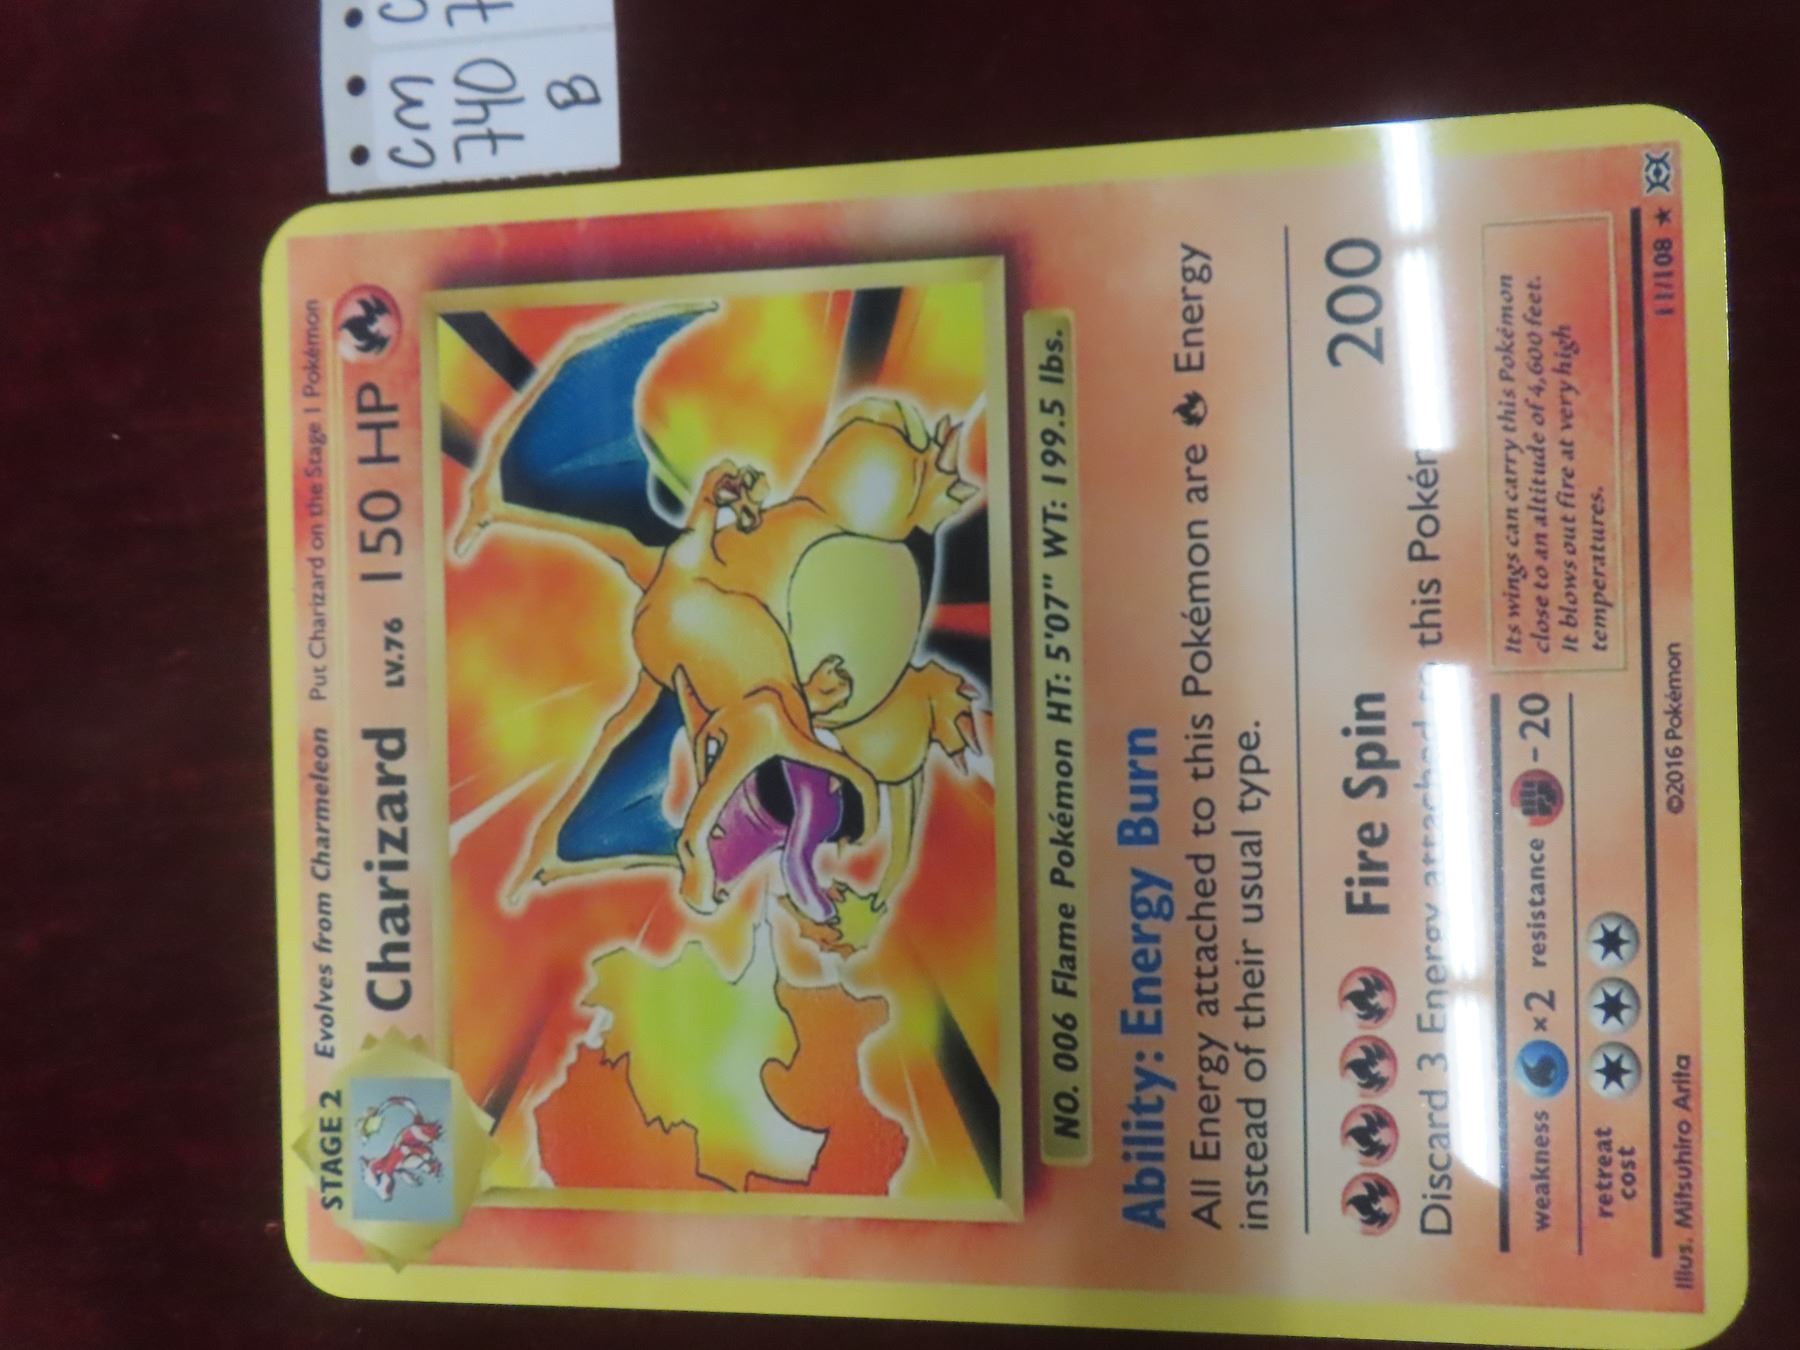 CM
740 7
B
STAGE 2 Evolves from Charmeleon Put Charizard on the Stage 1 Pokémon
Charizard LV.76 150 HP
NO. 006 Flame Pokémon HT: 5'07" WT: 199.5 lbs.
Ability: Energy Burn
All Energy attached to this Pokémon are Energy
instead of their usual type.
Fire Spin 200
Discard 3 Energy attached to this Pokém
weakness ×2 resistance -20
retreat
cost
Its wings can carry this Pokémon
close to an altitude of 4,600 feet.
It blows out fire at very high
temperatures.
Illus. Mitsuhiro Arita ©2016 Pokémon 11/108 ★